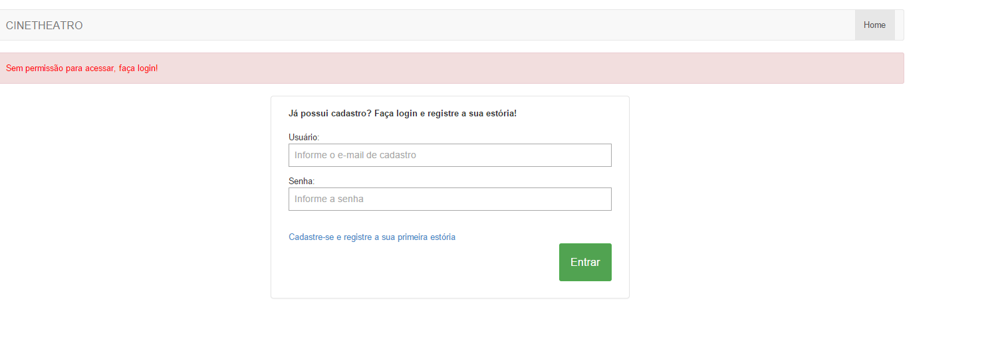 CINETHEATRO
Home
Sem permissão para acessar, faça login!
Já possui cadastro? Faça login e registre a sua estória!
Usuário:
Informe o e-mail de cadastro
Senha:
Informe a senha
Cadastre-se e registre a sua primeira estória
Entrar